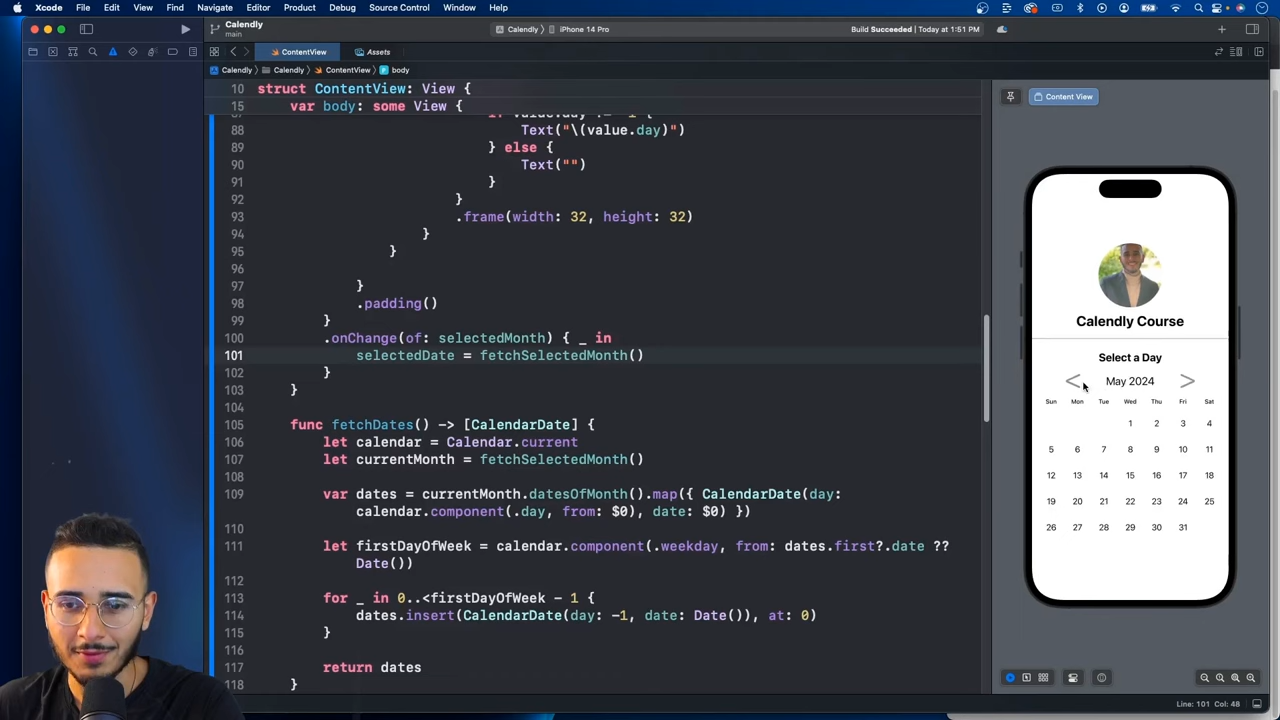 Xcode File Edit View Find Navigate Editor Product Debug Source Control Window Help
Calendly
main
Calendly 〉 iPhone 14 Pro
Build Succeeded | Today at 1:51 PM
ContentView
Assets
Calendly 〉 Calendly 〉 ContentView 〉 body
10 struct ContentView: View {
15 var body: some View {
88 Text("\(value.day)")
89 } else {
90 Text("")
91 }
92 }
93 .frame(width: 32, height: 32)
94 }
95 }
96
97 }
98 .padding()
99 }
100 .onChange(of: selectedMonth) { _ in
101 selectedDate = fetchSelectedMonth()
102 }
103 }
104
105 func fetchDates() -> [CalendarDate] {
106 let calendar = Calendar.current
107 let currentMonth = fetchSelectedMonth()
108
109 var dates = currentMonth.datesOfMonth().map({ CalendarDate(day:
calendar.component(.day, from: $0), date: $0) })
110
111 let firstDayOfWeek = calendar.component(.weekday, from: dates.first?.date ??
Date())
112
113 for _ in 0..<firstDayOfWeek - 1 {
114 dates.insert(CalendarDate(day: -1, date: Date()), at: 0)
115 }
116
117 return dates
118 }
Content View
Calendly Course
Select a Day
< May 2024 >
Sun Mon Tue Wed Thu Fri Sat
1 2 3 4
5 6 7 8 9 10 11
12 13 14 15 16 17 18
19 20 21 22 23 24 25
26 27 28 29 30 31
Line: 101 Col: 48